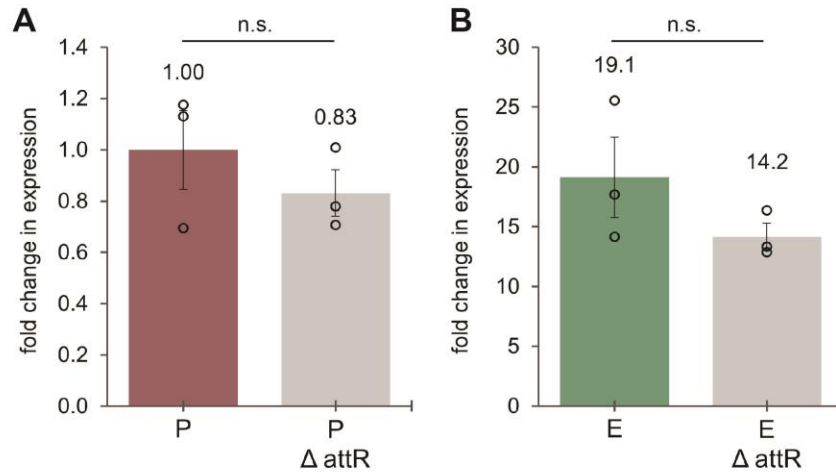 A
n.s.
fold change in expression
1.4
1.2
1.0
0.8
0.6
0.4
0.2
0.0
1.00
0.83
P
P
Δ attR
B
n.s.
fold change in expression
30
25
20
15
10
5
0
19.1
14.2
E
E
Δ attR